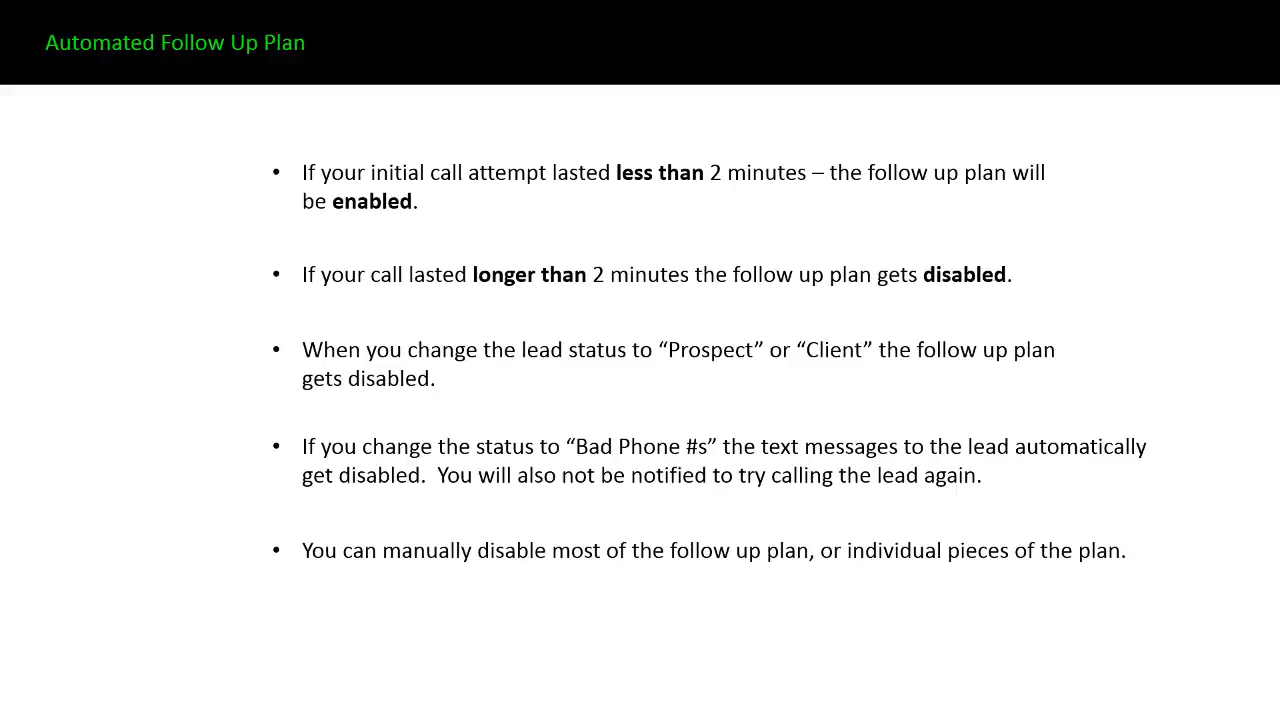 Automated Follow Up Plan
• If your initial call attempt lasted less than 2 minutes – the follow up plan will
be enabled.
• If your call lasted longer than 2 minutes the follow up plan gets disabled.
• When you change the lead status to “Prospect” or “Client” the follow up plan
gets disabled.
• If you change the status to “Bad Phone #s” the text messages to the lead automatically
get disabled.  You will also not be notified to try calling the lead again.
• You can manually disable most of the follow up plan, or individual pieces of the plan.